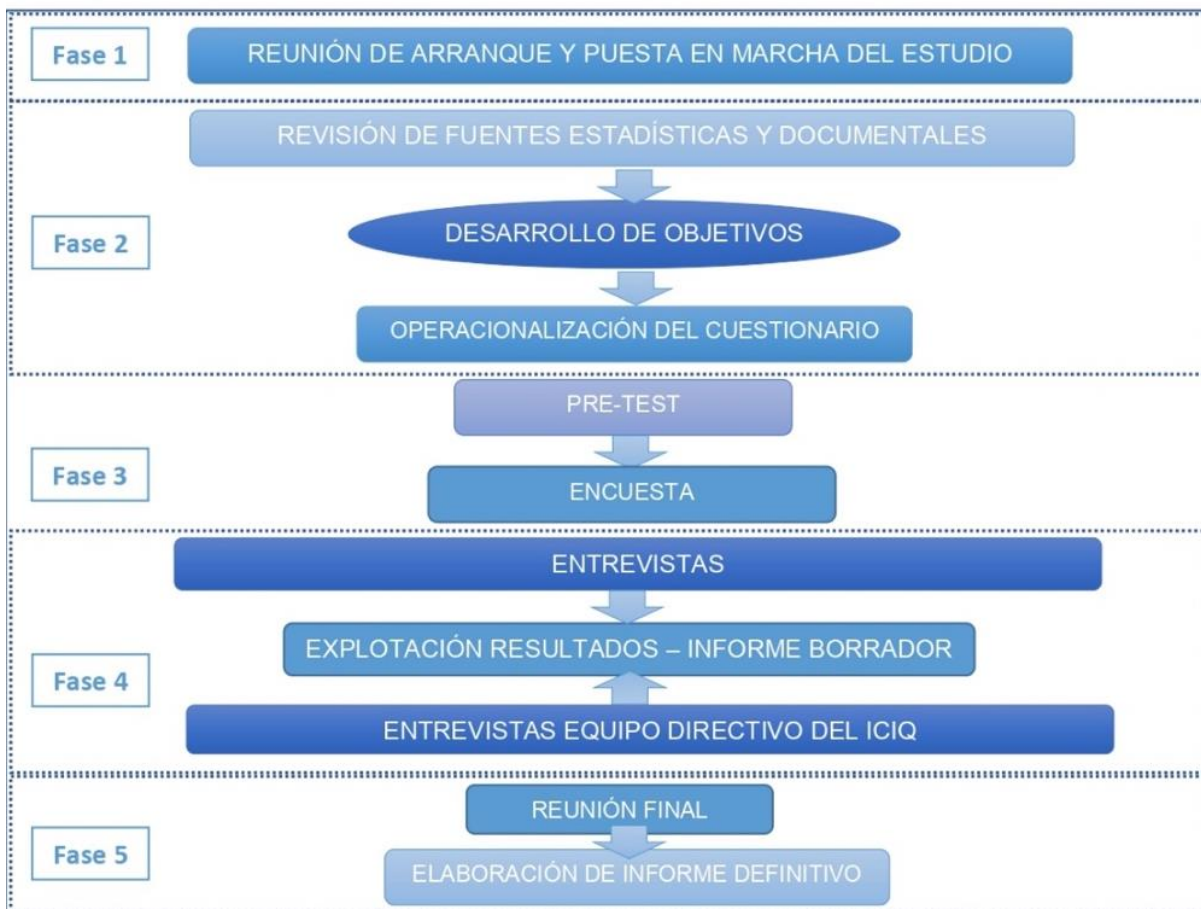 Fase 1
REUNIÓN DE ARRANQUE Y PUESTA EN MARCHA DEL ESTUDIO
REVISIÓN DE FUENTES ESTADÍSTICAS Y DOCUMENTALES
Fase 2
DESARROLLO DE OBJETIVOS
OPERACIONALIZACIÓN DEL CUESTIONARIO
PRE-TEST
Fase 3
ENCUESTA
ENTREVISTAS
EXPLOTACIÓN RESULTADOS – INFORME BORRADOR
Fase 4
ENTREVISTAS EQUIPO DIRECTIVO DEL ICIQ
REUNIÓN FINAL
Fase 5
ELABORACIÓN DE INFORME DEFINITIVO